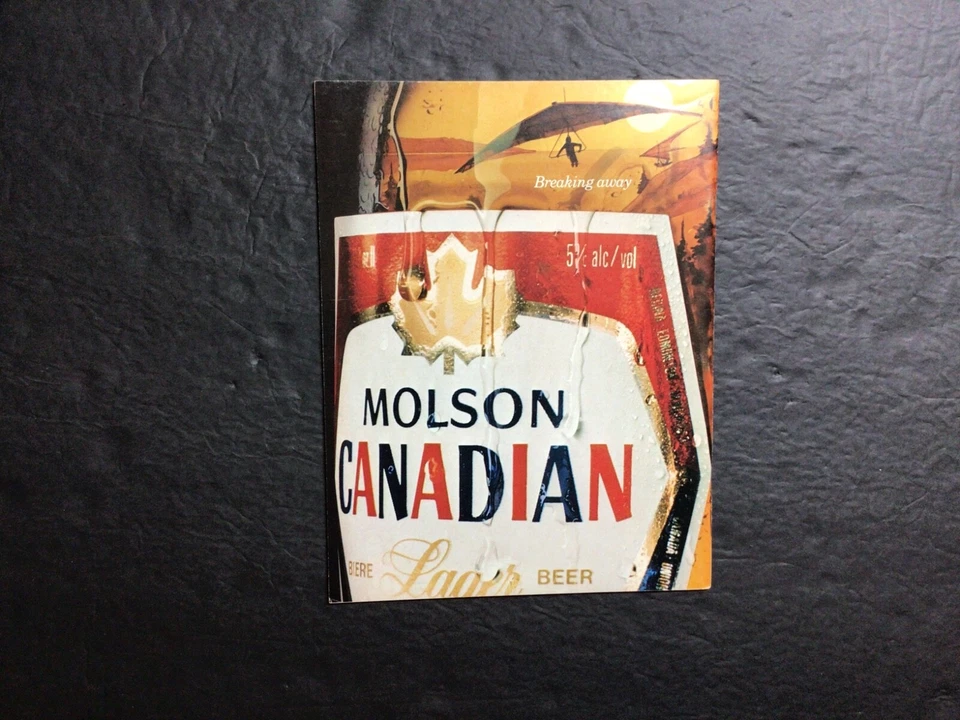 Breaking away
5% alc/vol
MOLSON
CANADIAN
BIERE Lager BEER